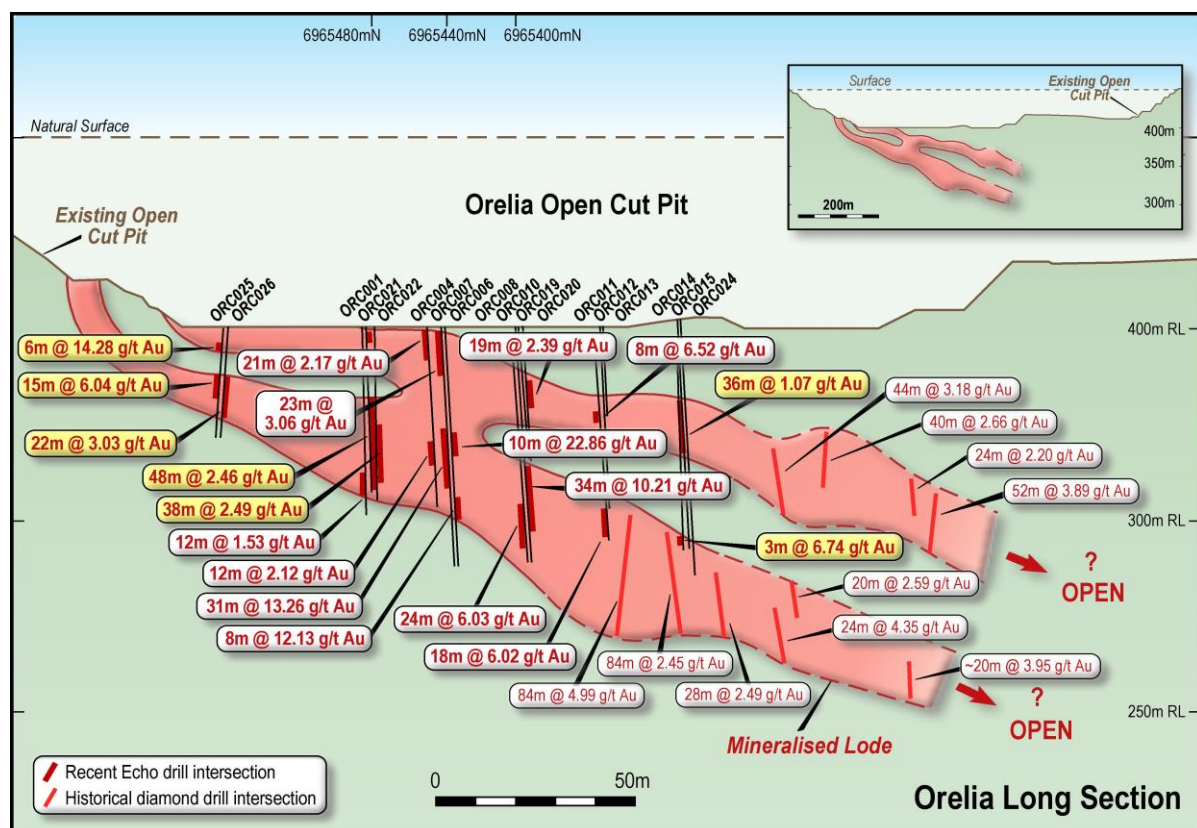 6965480mN
6965440mN
6965400mN
Surface
Existing Open
Cut Pit
400m
350m
300m
200m
Natural Surface
Existing Open
Cut Pit
Orelia Open Cut Pit
ORC025
ORC026
ORC001
ORC021
ORC022
ORC004
ORC007
ORC006
ORC008
ORC010
ORC019
ORC020
ORC011
ORC012
ORC013
ORC014
ORC015
ORC024
400m RL
6m @ 14.28 g/t Au
21m @ 2.17 g/t Au
19m @ 2.39 g/t Au
8m @ 6.52 g/t Au
15m @ 6.04 g/t Au
36m @ 1.07 g/t Au
44m @ 3.18 g/t Au
23m @
3.06 g/t Au
40m @ 2.66 g/t Au
22m @ 3.03 g/t Au
10m @ 22.86 g/t Au
24m @ 2.20 g/t Au
48m @ 2.46 g/t Au
34m @ 10.21 g/t Au
52m @ 3.89 g/t Au
38m @ 2.49 g/t Au
300m RL
12m @ 1.53 g/t Au
3m @ 6.74 g/t Au
?
OPEN
12m @ 2.12 g/t Au
20m @ 2.59 g/t Au
31m @ 13.26 g/t Au
24m @ 6.03 g/t Au
24m @ 4.35 g/t Au
8m @ 12.13 g/t Au
18m @ 6.02 g/t Au
84m @ 2.45 g/t Au
~20m @ 3.95 g/t Au
84m @ 4.99 g/t Au
28m @ 2.49 g/t Au
?
OPEN
250m RL
Mineralised Lode
Recent Echo drill intersection
Historical diamond drill intersection
0
50m
Orelia Long Section